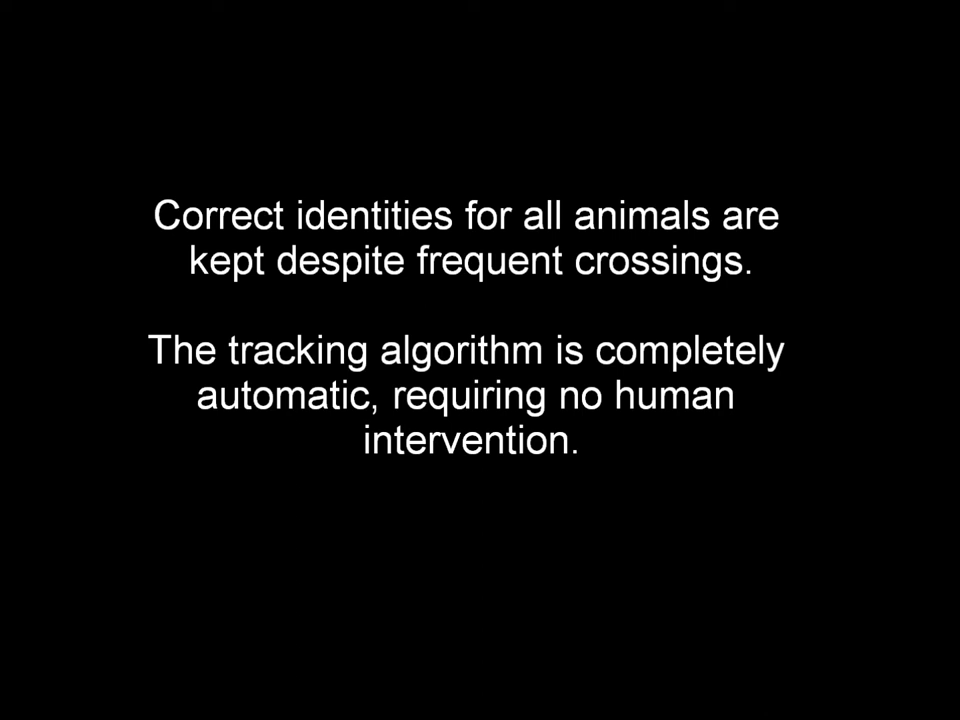 Correct identities for all animals are
kept despite frequent crossings.
The tracking algorithm is completely
automatic, requiring no human
intervention.